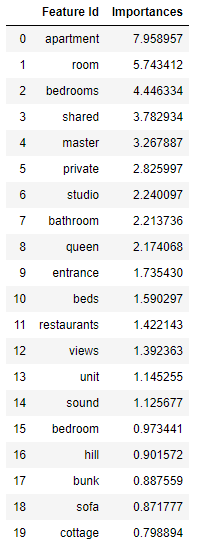 Feature Id Importances
0 apartment 7.958957
1 room 5.743412
2 bedrooms 4.446334
3 shared 3.782934
4 master 3.267887
5 private 2.825997
6 studio 2.240097
7 bathroom 2.213736
8 queen 2.174068
9 entrance 1.735430
10 beds 1.590297
11 restaurants 1.422143
12 views 1.392363
13 unit 1.145255
14 sound 1.125677
15 bedroom 0.973441
16 hill 0.901572
17 bunk 0.887559
18 sofa 0.871777
19 cottage 0.798894